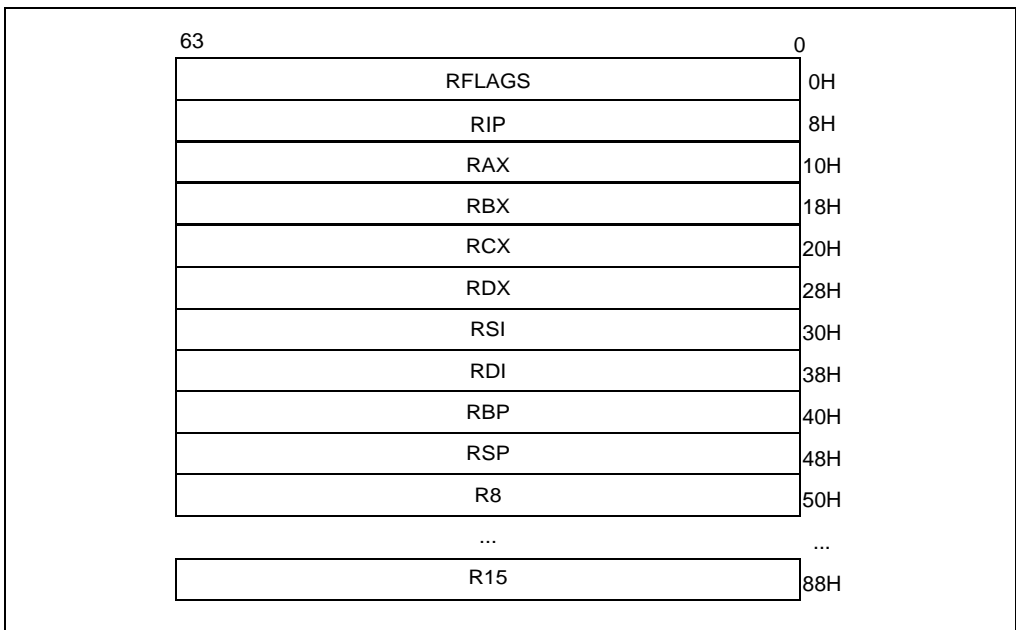 63 0
RFLAGS 0H
RIP 8H
RAX 10H
RBX 18H
RCX 20H
RDX 28H
RSI 30H
RDI 38H
RBP 40H
RSP 48H
R8 50H
... ...
R15 88H